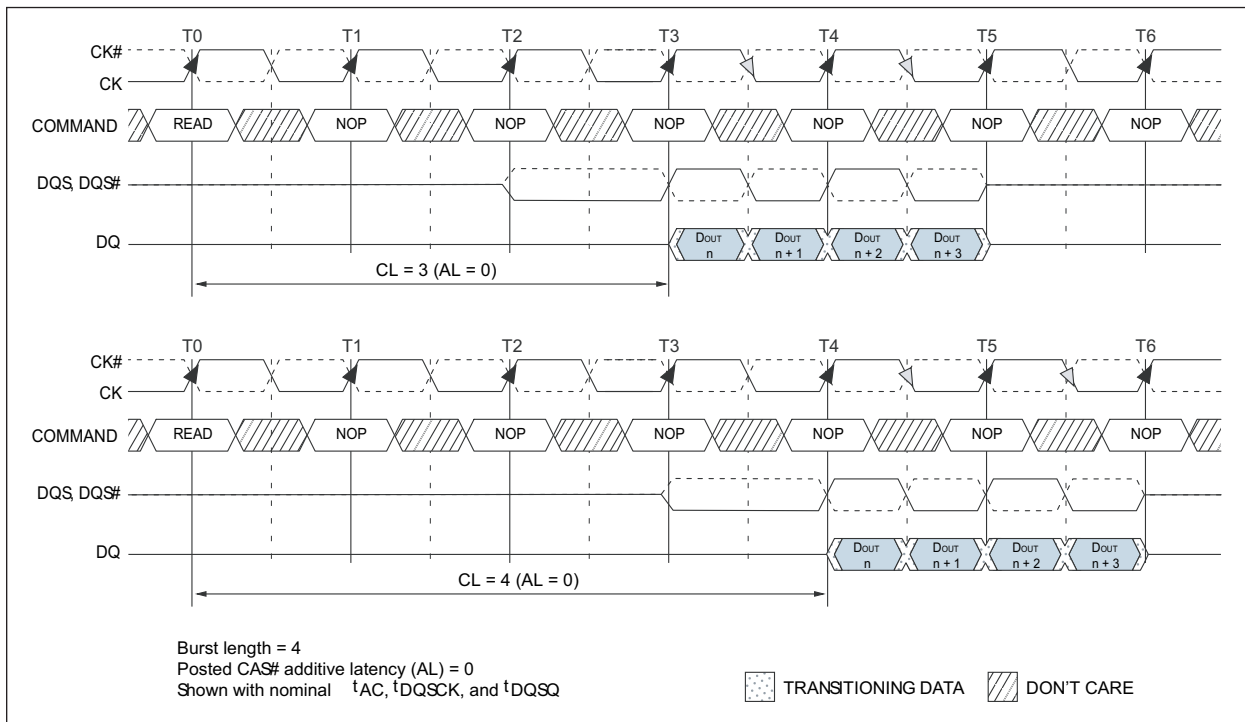 T0 T1 T2 T3 T4 T5 T6
CK#
CK
COMMAND READ NOP NOP NOP NOP NOP NOP
DQS, DQS#
DQ DOUT n DOUT n + 1 DOUT n + 2 DOUT n + 3
CL = 3 (AL = 0)
T0 T1 T2 T3 T4 T5 T6
CK#
CK
COMMAND READ NOP NOP NOP NOP NOP NOP
DQS, DQS#
DQ DOUT n DOUT n + 1 DOUT n + 2 DOUT n + 3
CL = 4 (AL = 0)
Burst length = 4
Posted CAS# additive latency (AL) = 0
Shown with nominal tAC, tDQSCK, and tDQSQ
TRANSITIONING DATA DON'T CARE